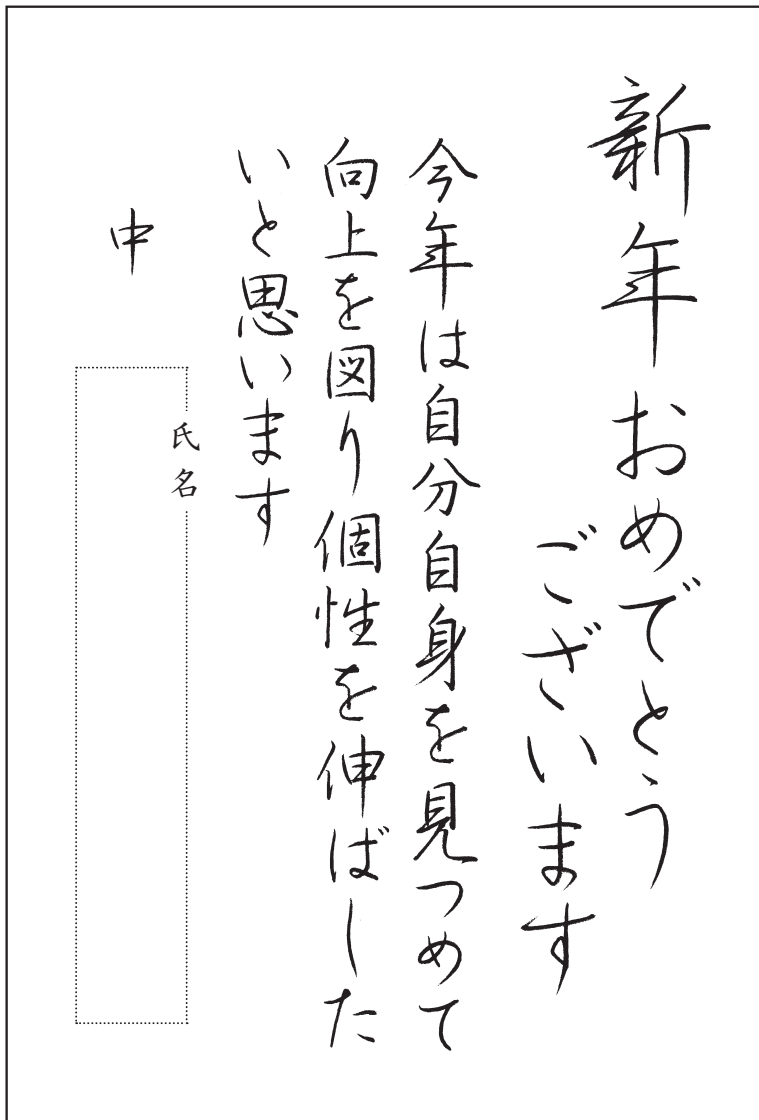 新年おめでとう
ございます
今年は自分自身を見つめて
向上を図り個性を伸ばした
いと思います
中
氏名